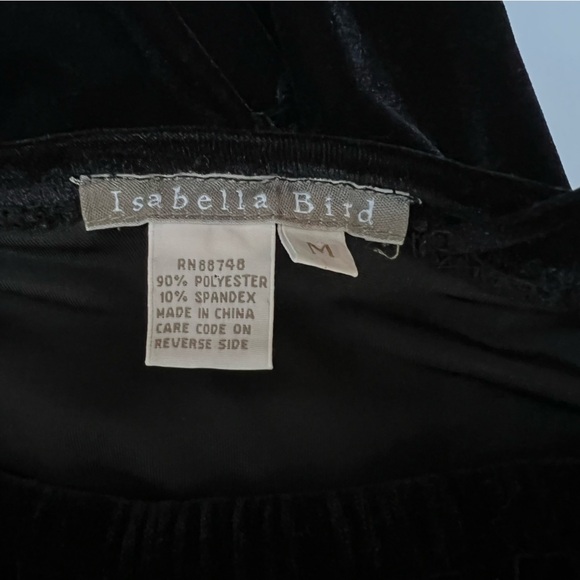 Isabella Bird
M
RN88748
90% POLYESTER
10% SPANDEX
MADE IN CHINA
CARE CODE ON
REVERSE SIDE